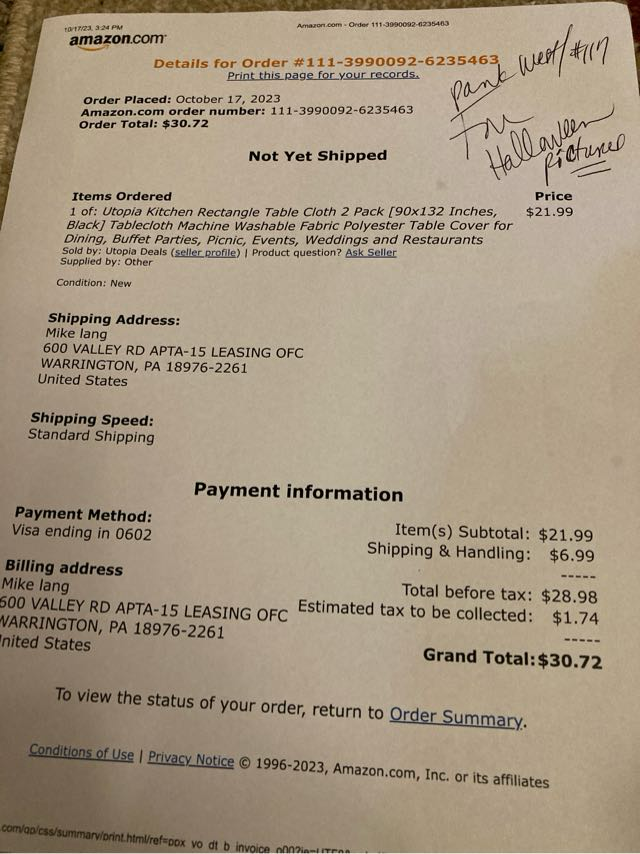 10/17/23, 3:24 PM
Amazon.com - Order 111-3990092-6235463
amazon.com
Details for Order #111-3990092-6235463
Print this page for your records.
Park West/#117
For
Halloween
Pictures
Order Placed: October 17, 2023
Amazon.com order number: 111-3990092-6235463
Order Total: $30.72
Not Yet Shipped
Items Ordered
Price
1 of: Utopia Kitchen Rectangle Table Cloth 2 Pack [90x132 Inches,
$21.99
Black] Tablecloth Machine Washable Fabric Polyester Table Cover for
Dining, Buffet Parties, Picnic, Events, Weddings and Restaurants
Sold by: Utopia Deals (seller profile) | Product question? Ask Seller
Supplied by: Other
Condition: New
Shipping Address:
Mike lang
600 VALLEY RD APTA-15 LEASING OFC
WARRINGTON, PA 18976-2261
United States
Shipping Speed:
Standard Shipping
Payment information
Payment Method:
Visa ending in 0602
Billing address
Mike lang
600 VALLEY RD APTA-15 LEASING OFC
WARRINGTON, PA 18976-2261
United States
Item(s) Subtotal: $21.99
Shipping & Handling: $6.99
-----
Total before tax: $28.98
Estimated tax to be collected: $1.74
-----
Grand Total: $30.72
To view the status of your order, return to Order Summary.
Conditions of Use | Privacy Notice © 1996-2023, Amazon.com, Inc. or its affiliates